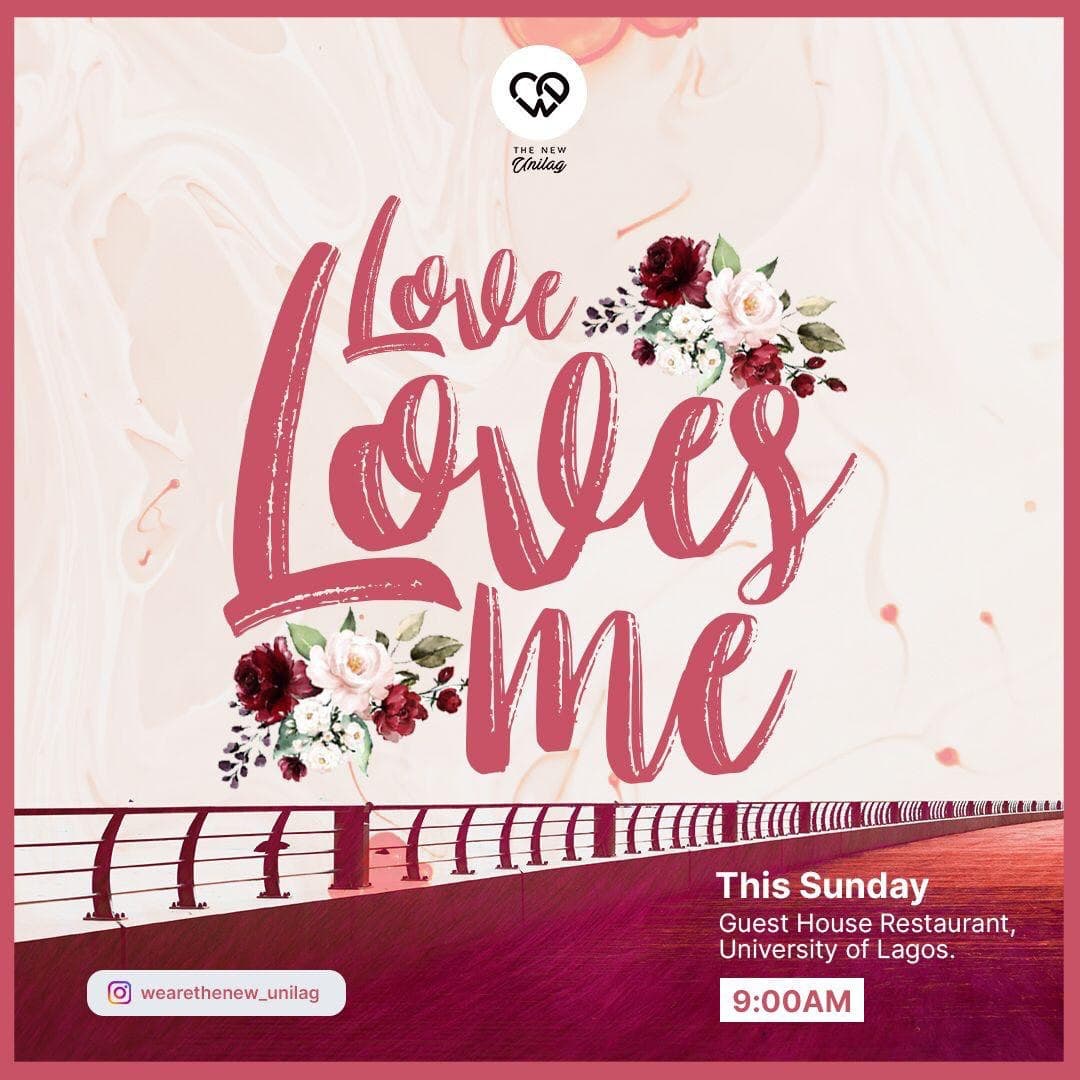 THE NEW
Unilag
Love
Loves
me
This Sunday
Guest House Restaurant,
University of Lagos.
9:00AM
wearethenew_unilag